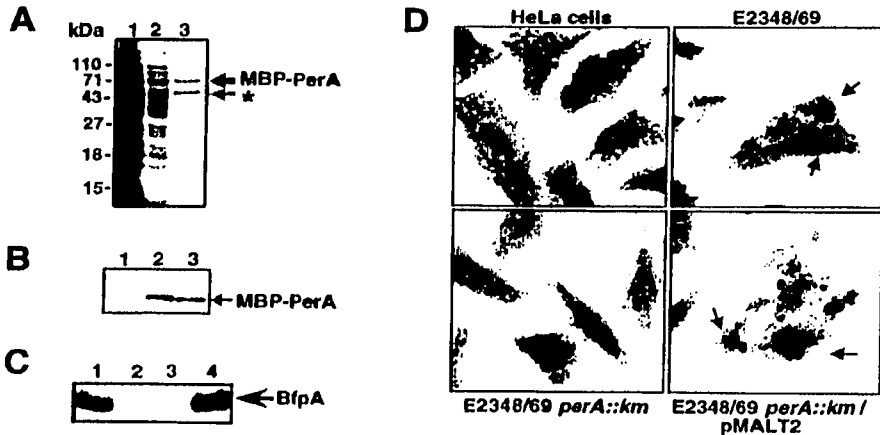 A
kDa 1 2 3
110-
71-
43-
27-
18-
15-
MBP-PerA
*
B
1 2 3
MBP-PerA
C
1 2 3 4
BfpA
D
HeLa cells
E2348/69
E2348/69 perA::km
E2348/69 perA::km/
pMALT2